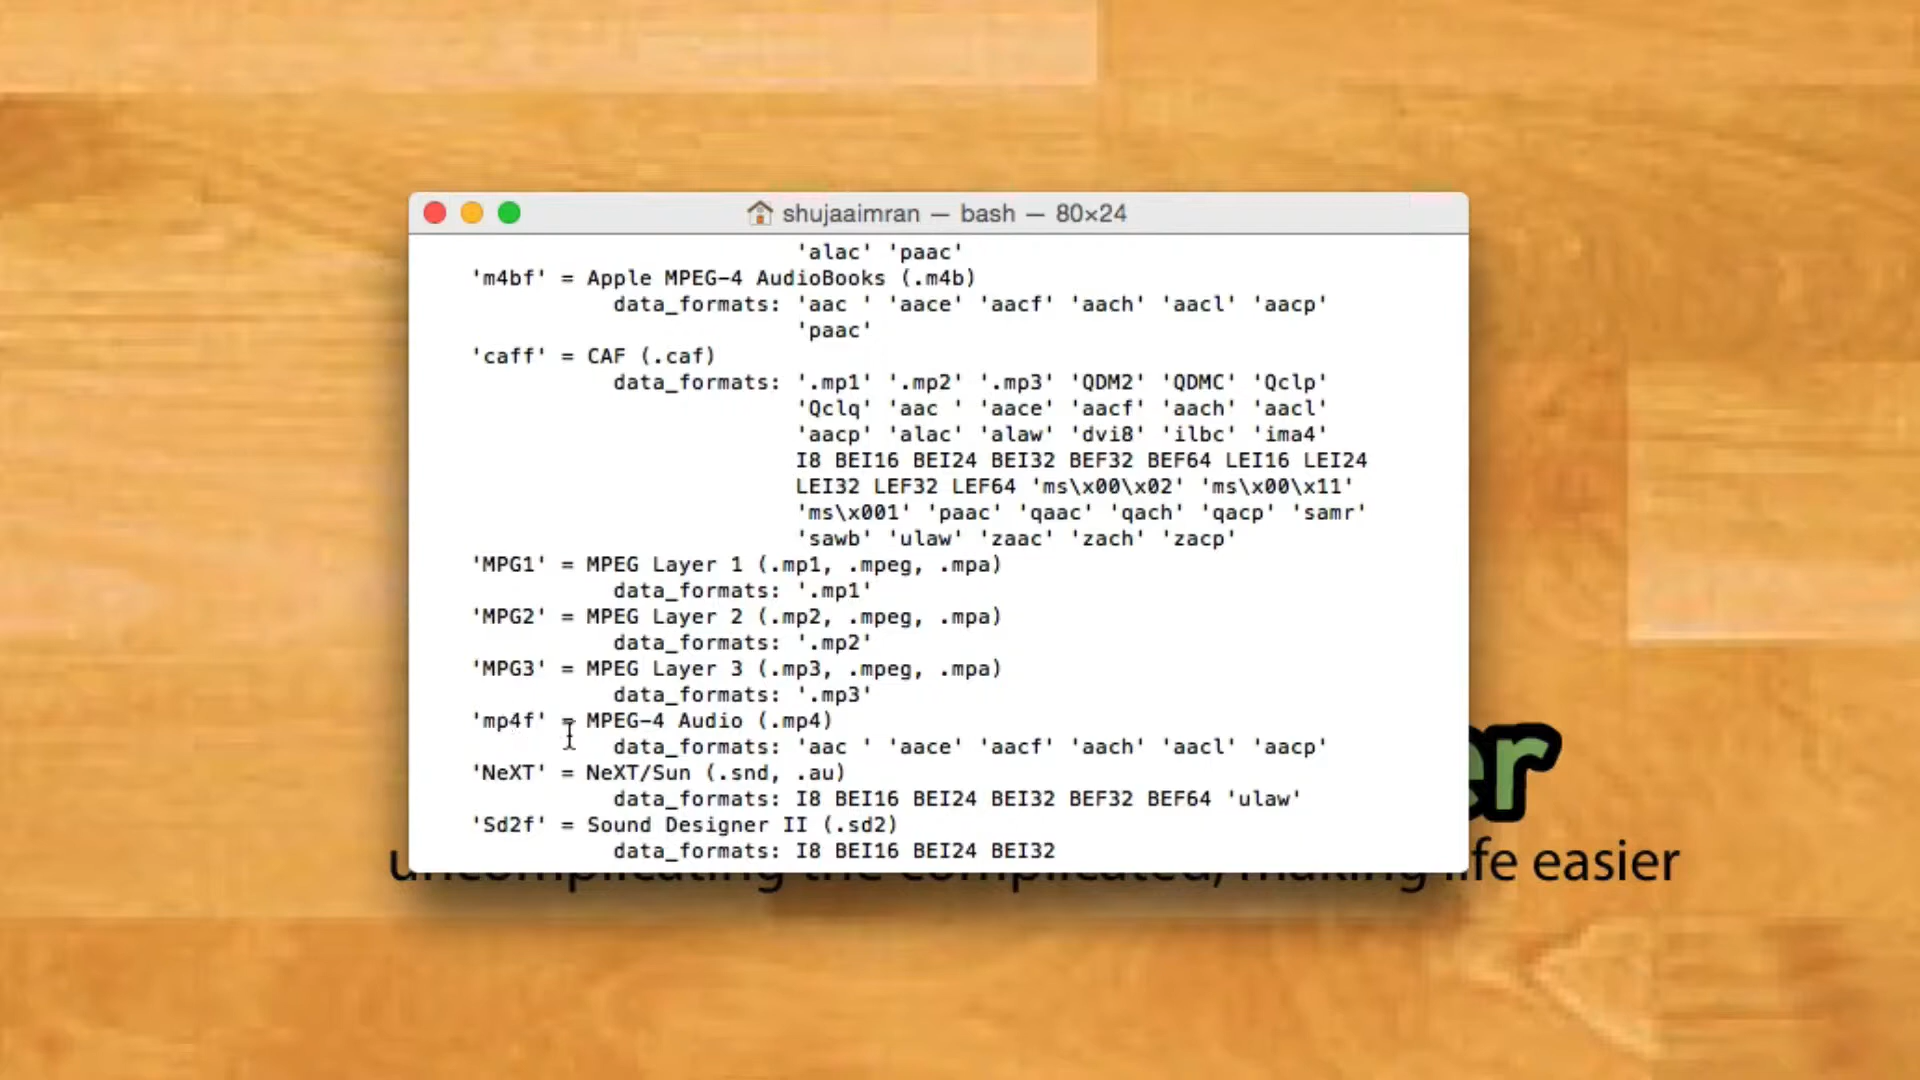 shujaaimran — bash — 80×24
'alac' 'paac'
'm4bf' = Apple MPEG-4 AudioBooks (.m4b)
data_formats: 'aac ' 'aace' 'aacf' 'aach' 'aacl' 'aacp'
'paac'
'caff' = CAF (.caf)
data_formats: '.mp1' '.mp2' '.mp3' 'QDM2' 'QDMC' 'Qclp'
'Qclq' 'aac ' 'aace' 'aacf' 'aach' 'aacl'
'aacp' 'alac' 'alaw' 'dvi8' 'ilbc' 'ima4'
I8 BEI16 BEI24 BEI32 BEF32 BEF64 LEI16 LEI24
LEI32 LEF32 LEF64 'ms\x00\x02' 'ms\x00\x11'
'ms\x001' 'paac' 'qaac' 'qach' 'qacp' 'samr'
'sawb' 'ulaw' 'zaac' 'zach' 'zacp'
'MPG1' = MPEG Layer 1 (.mp1, .mpeg, .mpa)
data_formats: '.mp1'
'MPG2' = MPEG Layer 2 (.mp2, .mpeg, .mpa)
data_formats: '.mp2'
'MPG3' = MPEG Layer 3 (.mp3, .mpeg, .mpa)
data_formats: '.mp3'
'mp4f' = MPEG-4 Audio (.mp4)
data_formats: 'aac ' 'aace' 'aacf' 'aach' 'aacl' 'aacp'
'NeXT' = NeXT/Sun (.snd, .au)
data_formats: I8 BEI16 BEI24 BEI32 BEF32 BEF64 'ulaw'
'Sd2f' = Sound Designer II (.sd2)
data_formats: I8 BEI16 BEI24 BEI32
er
uncomplicating the complicated, making life easier